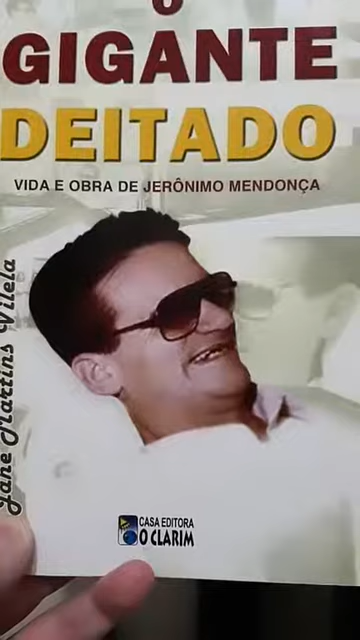 O
GIGANTE
DEITADO
VIDA E OBRA DE JERÔNIMO MENDONÇA
Jane Martins Vilela
CASA EDITORA
O CLARIM